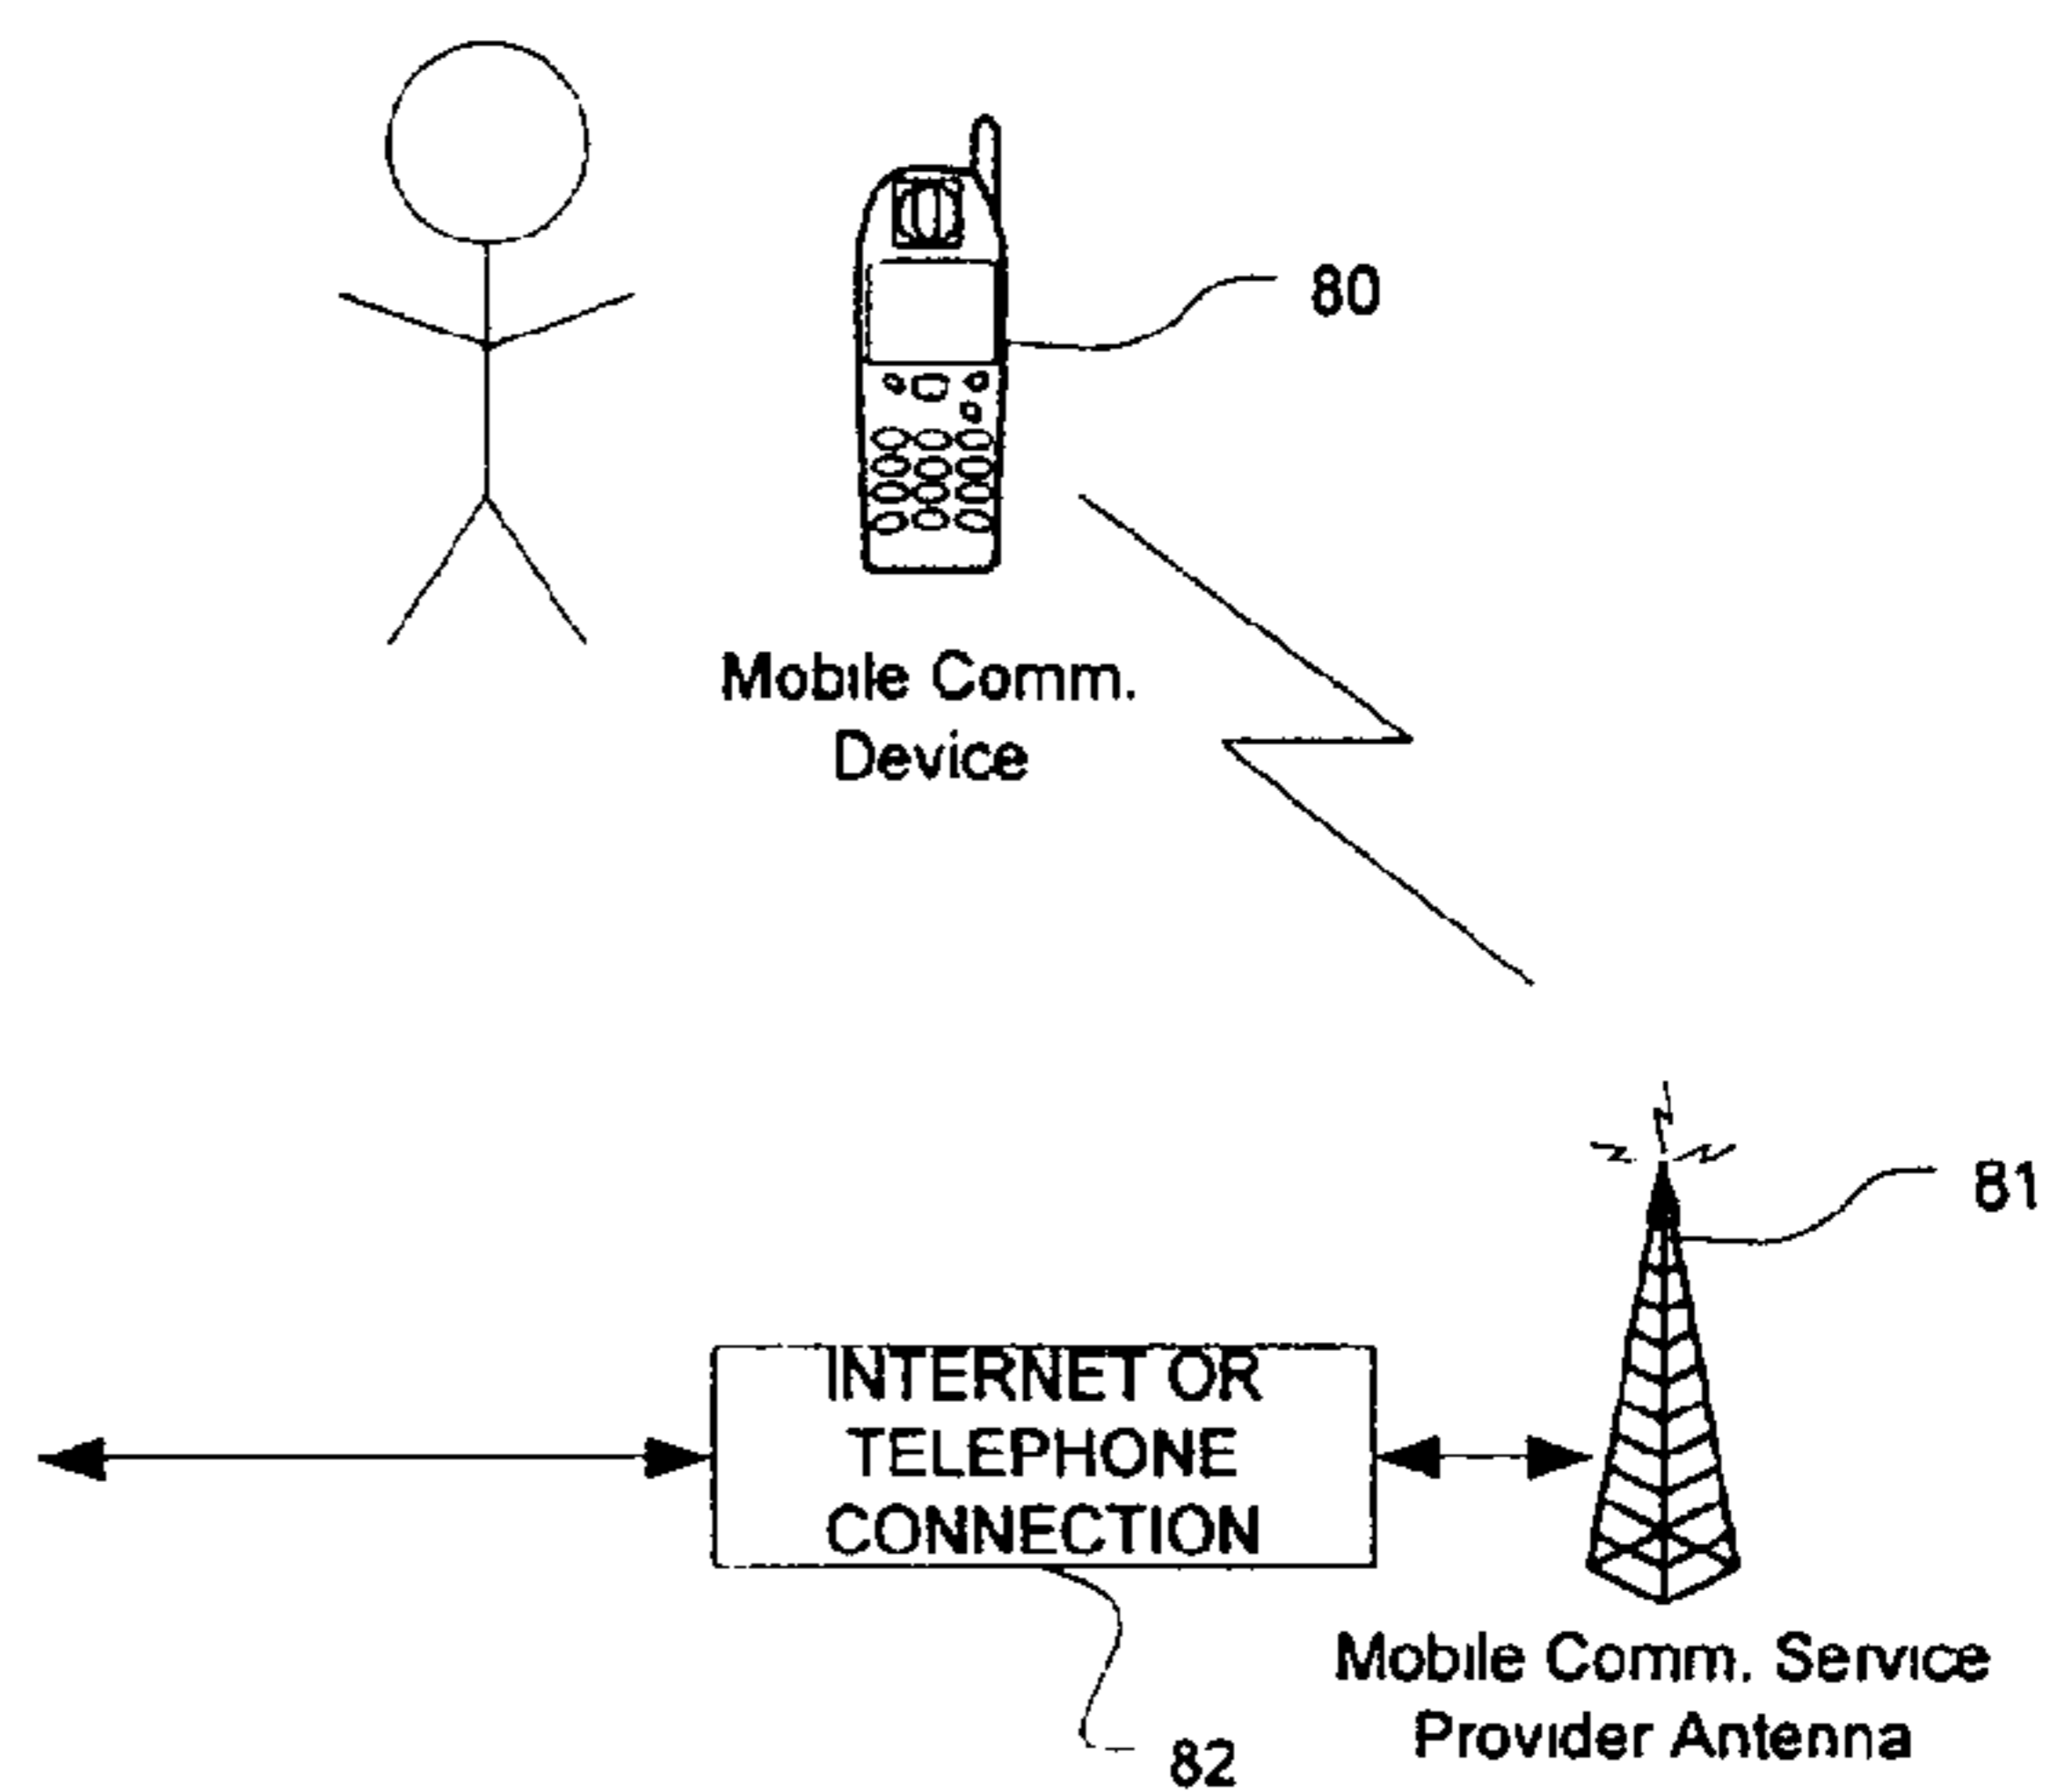 80
Mobile Comm.
Device
81
INTERNET OR
TELEPHONE
CONNECTION
Mobile Comm. Service
Provider Antenna
82